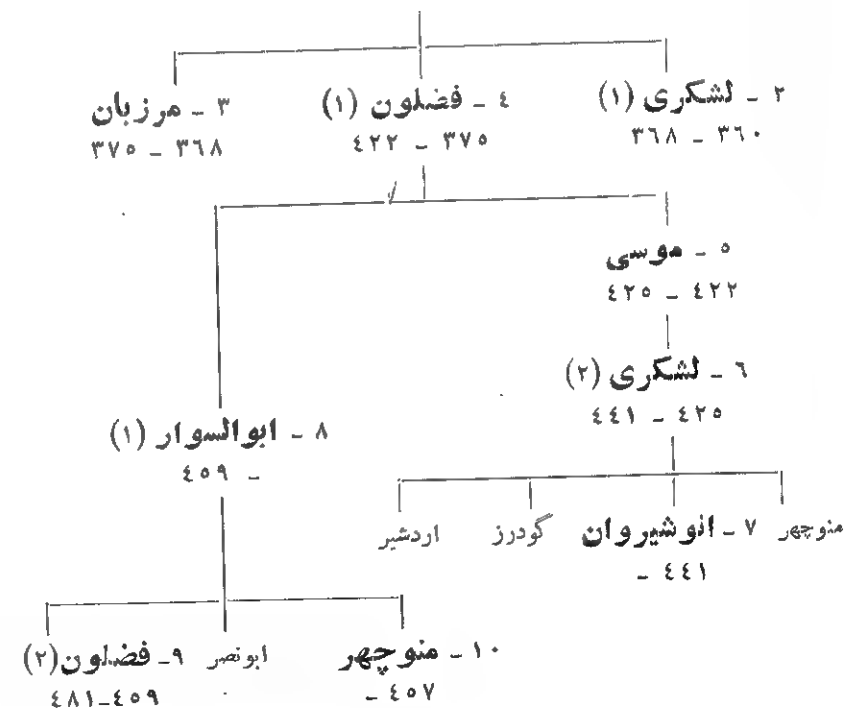 ۲ - لشکری (۱) ۴ - فضلون (۱) ۳ - مرزبان
۳۶۰ - ۳۶۸ ۳۷۵ - ۴۲۲ ۳۶۸ - ۳۷۵
۵ - موسی
۴۲۲ - ۴۲۵
۶ - لشکری (۲)
۴۲۵ - ۴۴۱
۸ - ابوالسوار (۱)
- ۴۵۹
منوچهر ۷ - انوشیروان گودرز اردشیر
۴۴۱ -
۱۰ - منوچهر ابونصر ۹- فضلون(۲)
۴۵۷ - ۴۵۹-۴۸۱